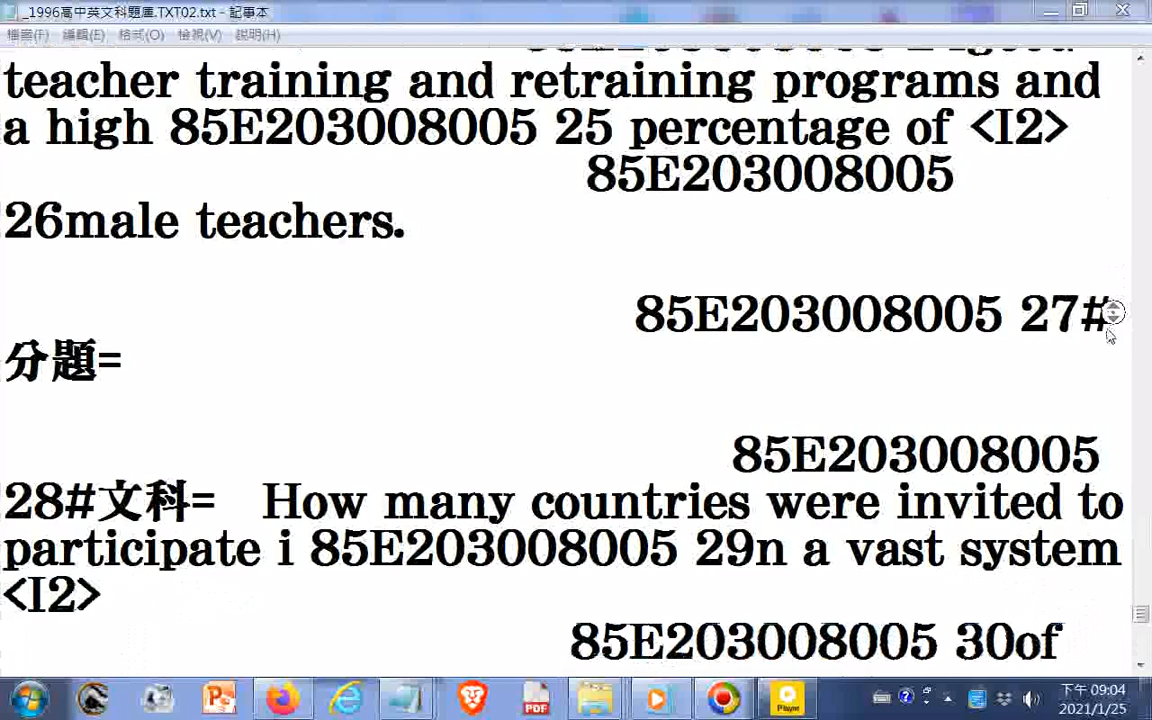 _1996高中英文科題庫.TXT02.txt - 記事本
檔案(F) 編輯(E) 格式(O) 檢視(V) 說明(H)
teacher training and retraining programs and
a high 85E203008005 25 percentage of <I2>
85E203008005
26male teachers.
85E203008005 27#
分題=
85E203008005
28#文科= How many countries were invited to
participate i 85E203008005 29n a vast system
<I2>
85E203008005 30of
PDF
Player
下午 09:04
2021/1/25